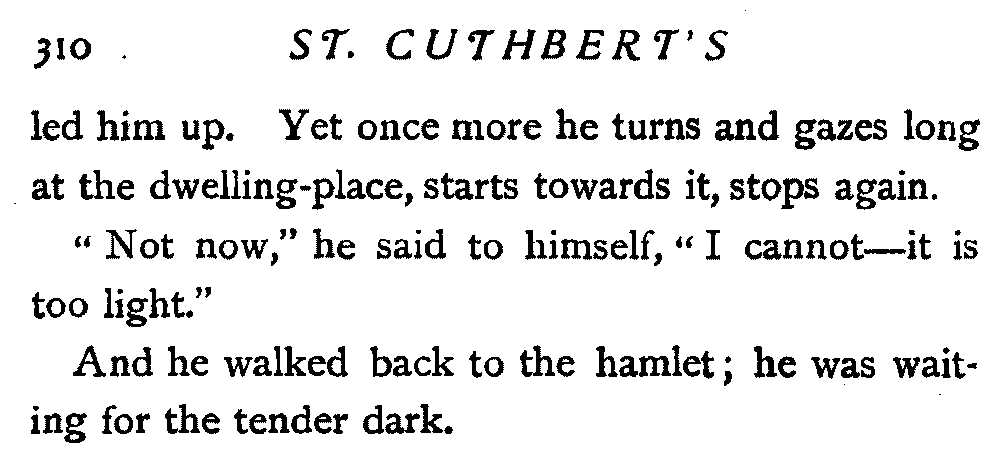 310 ST. CUTHBERT'S
led him up. Yet once more he turns and gazes long
at the dwelling-place, starts towards it, stops again.
“ Not now,” he said to himself, “ I cannot—it is
too light.”
And he walked back to the hamlet; he was wait-
ing for the tender dark.